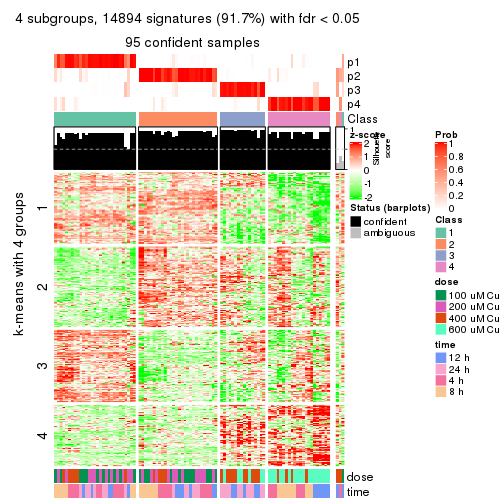 4 subgroups, 14894 signatures (91.7%) with fdr < 0.05
95 confident samples
p1
p2
p3
p4
Class
1
Silhouette score
k-means with 4 groups
1
2
3
4
dose
time
z-score
2
1
0
-1
-2
Status (barplots)
confident
ambiguous
Prob
1
0.8
0.6
0.4
0.2
0
Class
1
2
3
4
dose
100 uM Cu
200 uM Cu
400 uM Cu
600 uM Cu
time
12 h
24 h
4 h
8 h